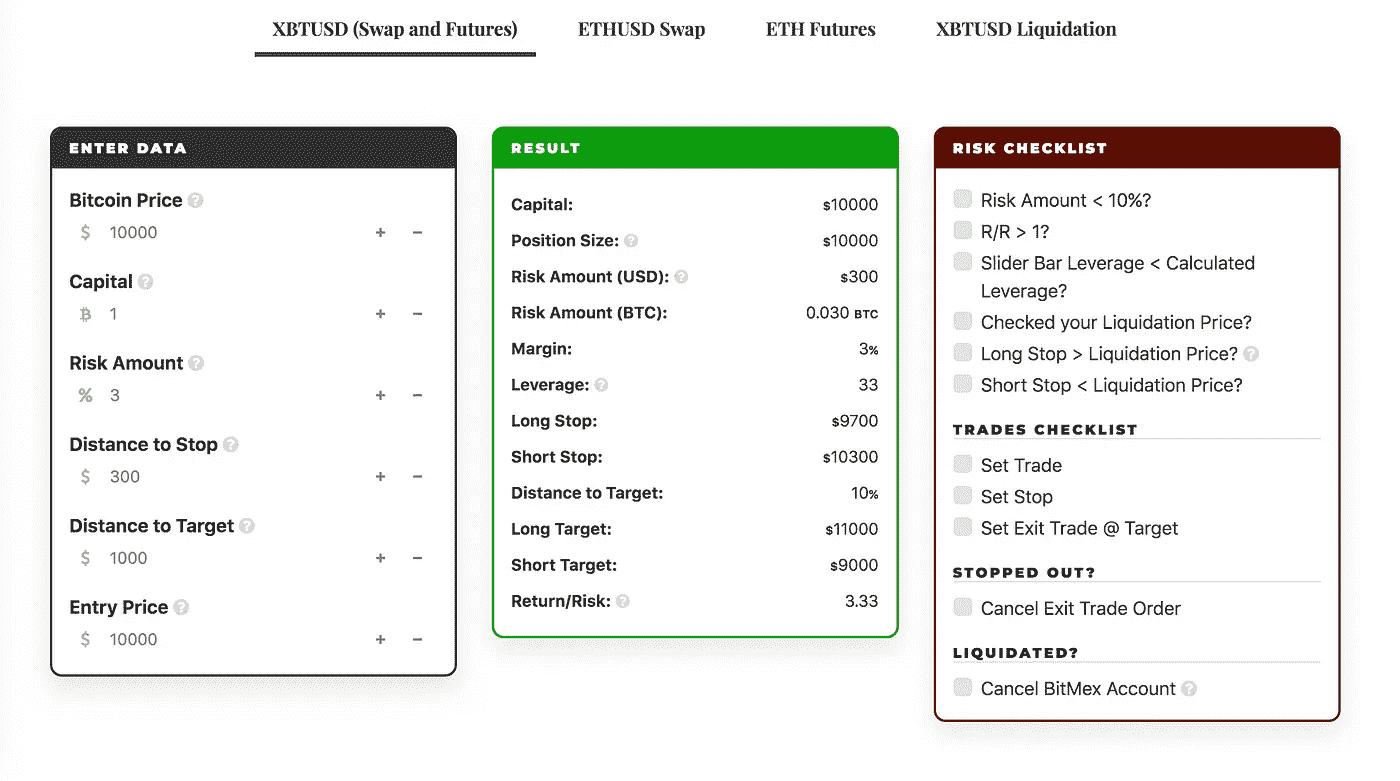 XBTUSD (Swap and Futures) ETHUSD Swap ETH Futures XBTUSD Liquidation
ENTER DATA
Bitcoin Price ?
$ 10000 + −
Capital ?
₿ 1 + −
Risk Amount ?
% 3 + −
Distance to Stop ?
$ 300 + −
Distance to Target ?
$ 1000 + −
Entry Price ?
$ 10000 + −
RESULT
Capital: $10000
Position Size: ? $10000
Risk Amount (USD): ? $300
Risk Amount (BTC): 0.030 BTC
Margin: 3%
Leverage: ? 33
Long Stop: $9700
Short Stop: $10300
Distance to Target: 10%
Long Target: $11000
Short Target: $9000
Return/Risk: ? 3.33
RISK CHECKLIST
Risk Amount < 10%?
R/R > 1?
Slider Bar Leverage < Calculated
Leverage?
Checked your Liquidation Price?
Long Stop > Liquidation Price? ?
Short Stop < Liquidation Price?
TRADES CHECKLIST
Set Trade
Set Stop
Set Exit Trade @ Target
STOPPED OUT?
Cancel Exit Trade Order
LIQUIDATED?
Cancel BitMex Account ?